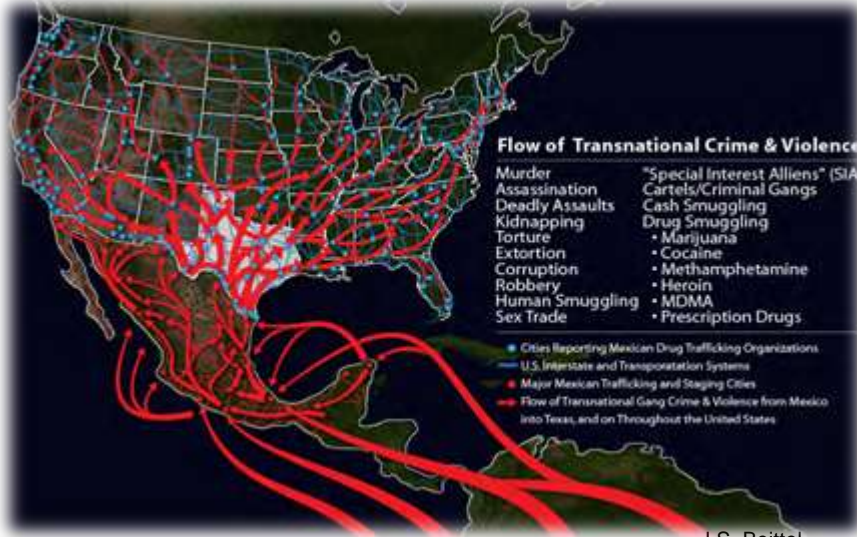 Flow of Transnational Crime & Violence
Murder "Special Interest Alliens" (SIA
Assassination Cartels/Criminal Gangs
Deadly Assaults Cash Smuggling
Kidnapping Drug Smuggling
Torture • Marijuana
Extortion • Cocaine
Corruption • Methamphetamine
Robbery • Heroin
Human Smuggling • MDMA
Sex Trade • Prescription Drugs
Cities Reporting Mexican Drug Trafficking Organizations
U.S. Interstate and Transporatation Systems
Major Mexican Trafficking and Staging Cities
Flow of Transnational Gang Crime & Violence from Mexico
into Texas, and on Throughout the United States